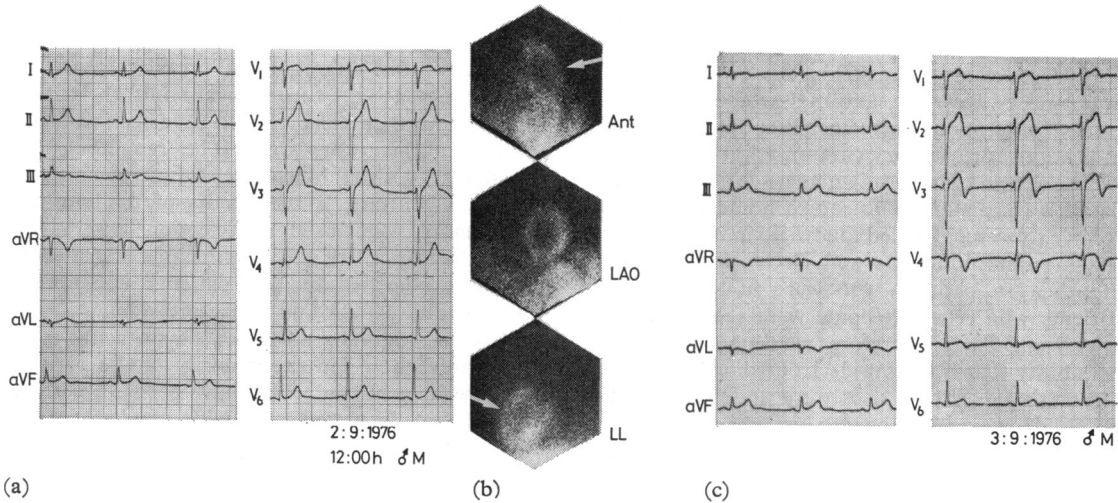 I
II
III
aVR
aVL
aVF
V1
V2
V3
V4
V5
V6
2:9:1976
12:00h ♂ M
(a)
Ant
LAO
LL
(b)
I
II
III
aVR
aVL
aVF
V1
V2
V3
V4
V5
V6
3:9:1976 ♂ M
(c)